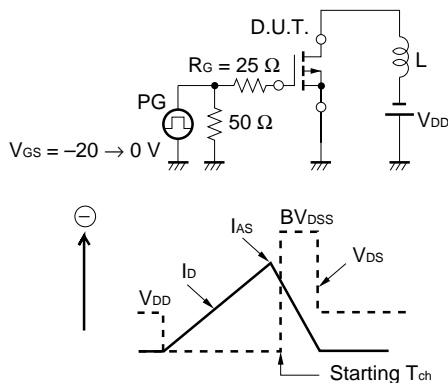 D.U.T.
RG = 25 Ω
L
PG
50 Ω
VDD
VGS = −20 → 0 V
−
BVDSS
IAS
ID
VDS
VDD
Starting Tch